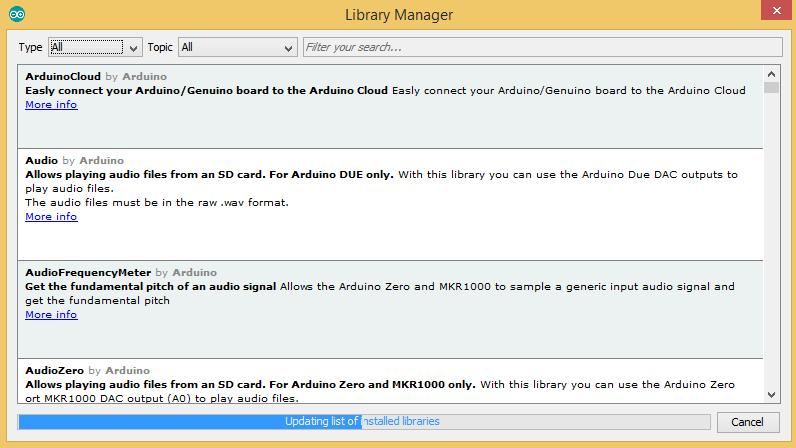 Library Manager
Type All Topic All Filter your search...
ArduinoCloud by Arduino
Easly connect your Arduino/Genuino board to the Arduino Cloud Easly connect your Arduino/Genuino board to the Arduino Cloud
More info
Audio by Arduino
Allows playing audio files from an SD card. For Arduino DUE only. With this library you can use the Arduino Due DAC outputs to
play audio files.
The audio files must be in the raw .wav format.
More info
AudioFrequencyMeter by Arduino
Get the fundamental pitch of an audio signal Allows the Arduino Zero and MKR1000 to sample a generic input audio signal and
get the fundamental pitch
More info
AudioZero by Arduino
Allows playing audio files from an SD card. For Arduino Zero and MKR1000 only. With this library you can use the Arduino Zero
ort MKR1000 DAC output (A0) to play audio files.
Updating list of installed libraries
Cancel